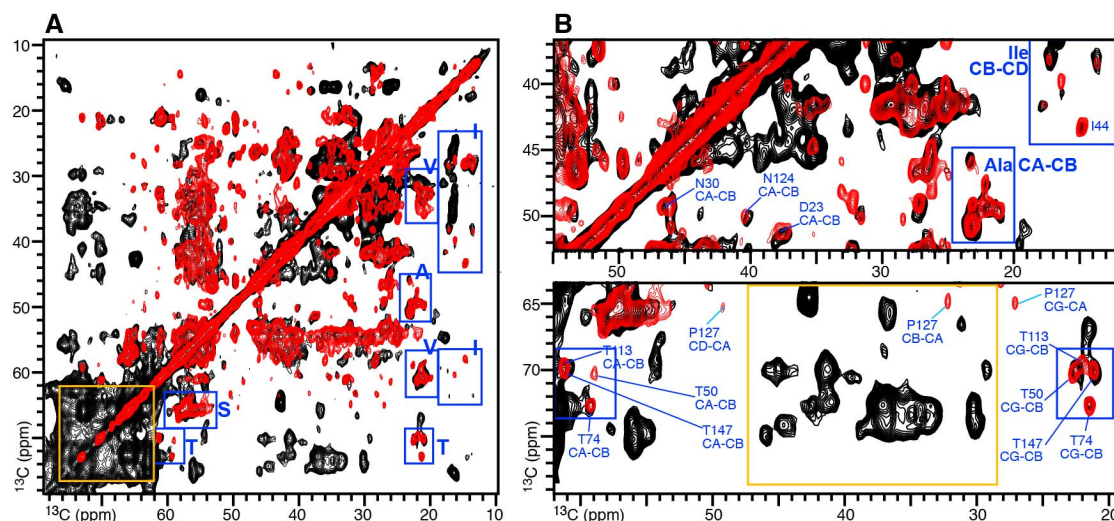 A
10
20
30
40
50
60
70
13C (ppm)
13C (ppm)
60
40
30
20
10
I
V
A
V
I
S
T
T
B
40
45
50
50
40
30
20
Ile
CB-CD
I44
Ala CA-CB
N30
CA-CB
N124
CA-CB
D23
CA-CB
65
70
75
13C (ppm)
13C (ppm)
50
40
30
20
P127
CD-CA
P127
CB-CA
P127
CG-CA
T113
CA-CB
T50
CA-CB
T147
CA-CB
T74
CA-CB
T113
CG-CB
T50
CG-CB
T147
CG-CB
T74
CG-CB